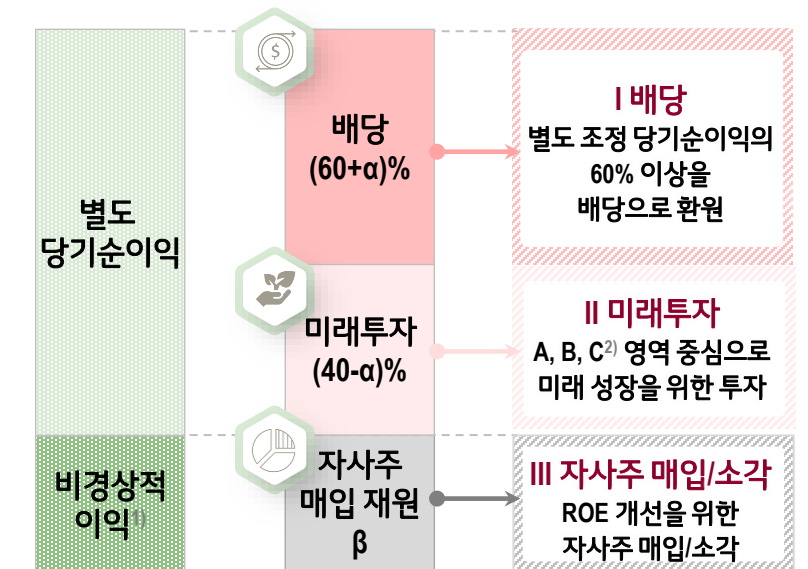 별도
당기순이익
비경상적
이익1)
$
배당
(60+α)%
미래투자
(40-α)%
자사주
매입 재원
β
I 배당
별도 조정 당기순이익의
60% 이상을
배당으로 환원
II 미래투자
A, B, C2) 영역 중심으로
미래 성장을 위한 투자
III 자사주 매입/소각
ROE 개선을 위한
자사주 매입/소각